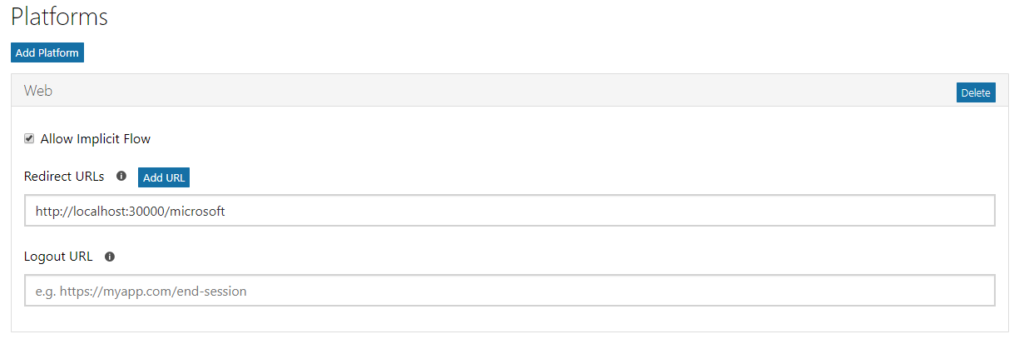 Platforms
Add Platform
Web
Delete
Allow Implicit Flow
Redirect URLs
Add URL
http://localhost:30000/microsoft
Logout URL
e.g. https://myapp.com/end-session